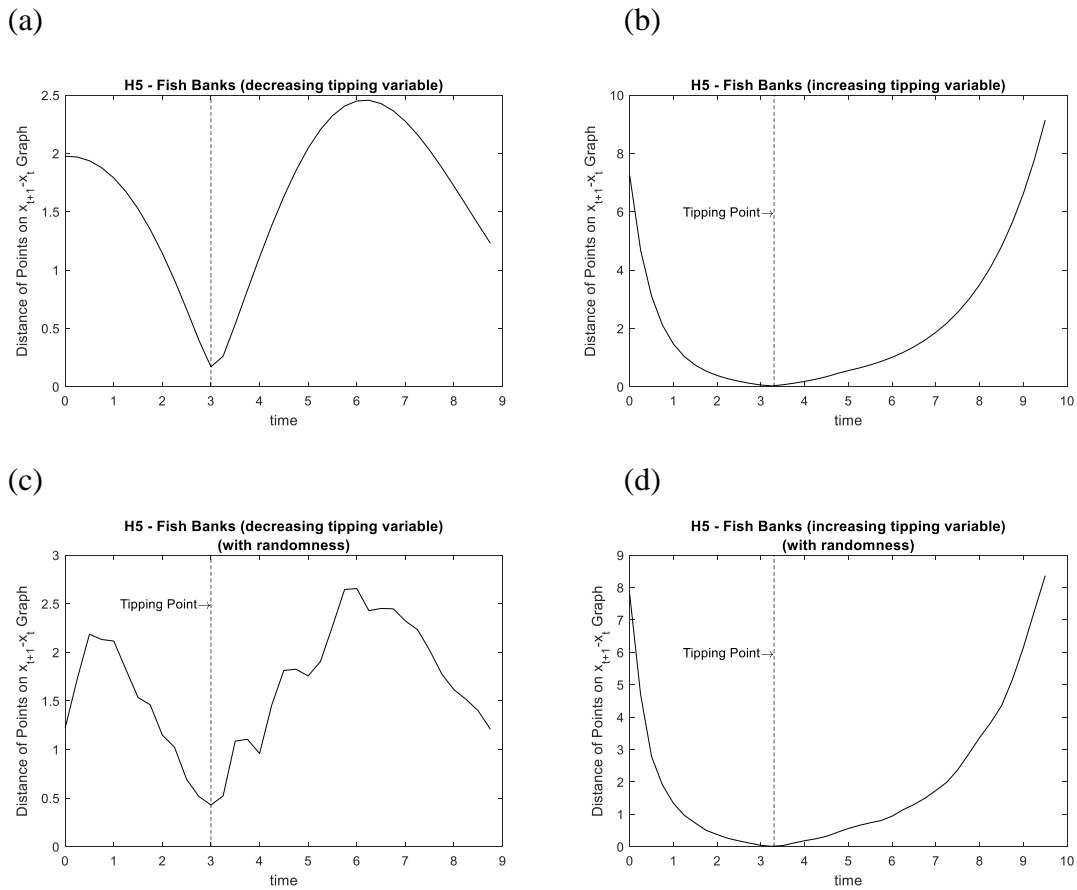 (a)
H5 - Fish Banks (decreasing tipping variable)
Distance of Points on x_{t+1}-x_t Graph
2.5
2
1.5
1
0.5
0
0 1 2 3 4 5 6 7 8 9
time
(b)
H5 - Fish Banks (increasing tipping variable)
Distance of Points on x_{t+1}-x_t Graph
10
8
6
4
2
0
Tipping Point→
0 1 2 3 4 5 6 7 8 9 10
time
(c)
H5 - Fish Banks (decreasing tipping variable)
(with randomness)
Distance of Points on x_{t+1}-x_t Graph
3
2.5
2
1.5
1
0.5
0
Tipping Point→
0 1 2 3 4 5 6 7 8 9
time
(d)
H5 - Fish Banks (increasing tipping variable)
(with randomness)
Distance of Points on x_{t+1}-x_t Graph
9
8
7
6
5
4
3
2
1
0
Tipping Point→
0 1 2 3 4 5 6 7 8 9 10
time